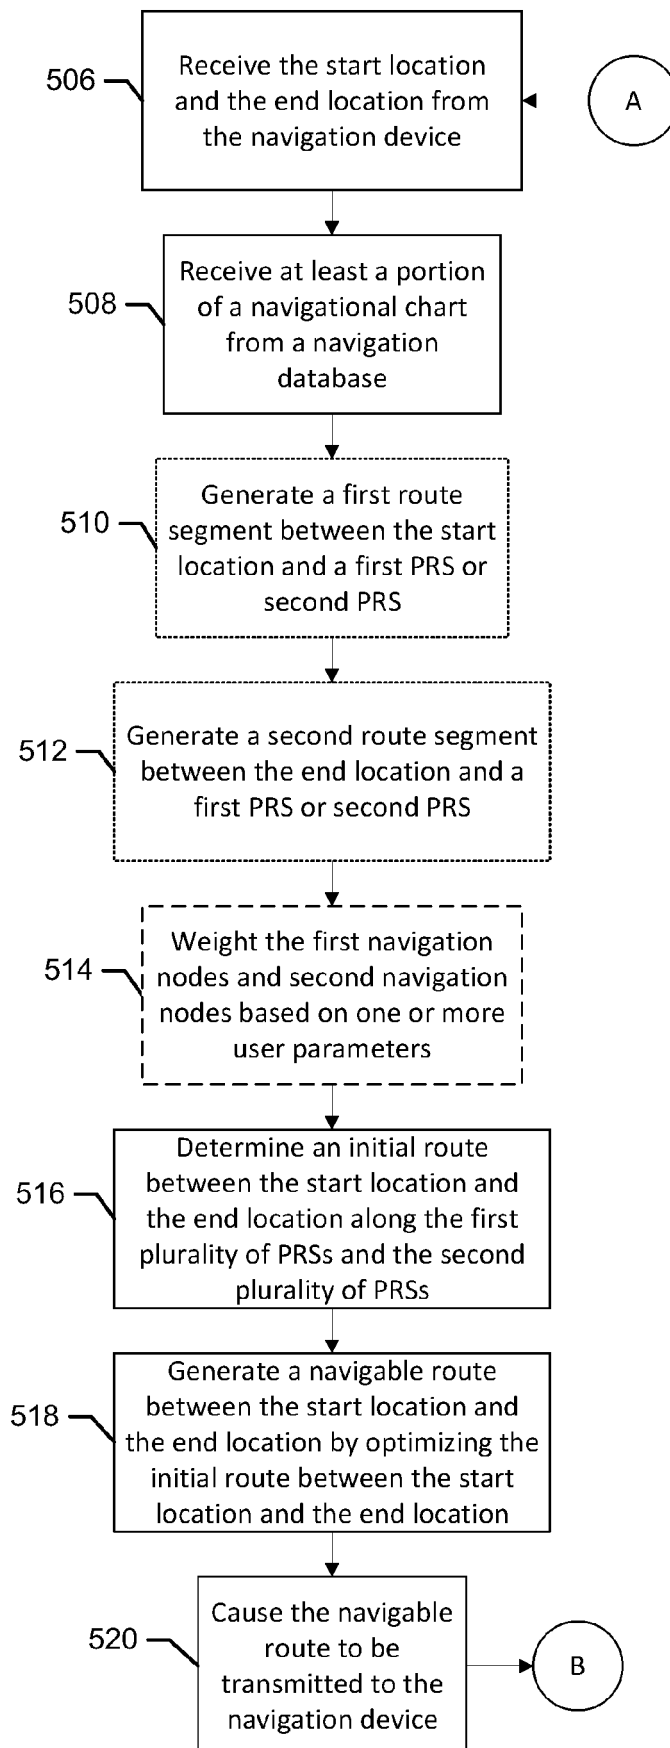 506
Receive the start location
and the end location from
the navigation device
A
508
Receive at least a portion
of a navigational chart
from a navigation
database
510
Generate a first route
segment between the start
location and a first PRS or
second PRS
512
Generate a second route segment
between the end location and a
first PRS or second PRS
514
Weight the first navigation
nodes and second navigation
nodes based on one or more
user parameters
516
Determine an initial route
between the start location and
the end location along the first
plurality of PRSs and the second
plurality of PRSs
518
Generate a navigable route
between the start location and
the end location by optimizing the
initial route between the start
location and the end location
520
Cause the navigable
route to be
transmitted to the
navigation device
B